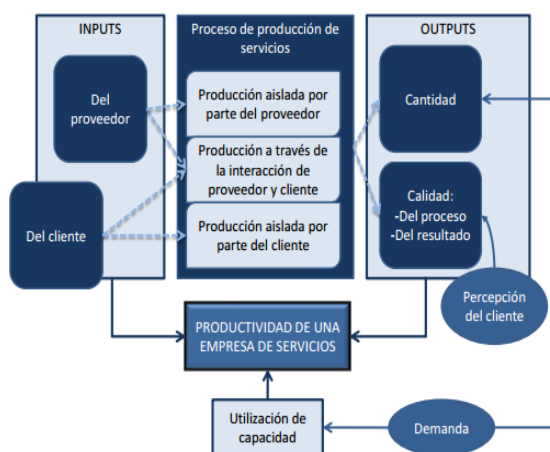 INPUTS
Del
proveedor
Del cliente
Proceso de producción de
servicios
Producción aislada por
parte del proveedor
Producción a través de
la interacción de
proveedor y cliente
Producción aislada por
parte del cliente
OUTPUTS
Cantidad
Calidad:
-Del proceso
-Del resultado
Percepción
del cliente
PRODUCTIVIDAD DE UNA
EMPRESA DE SERVICIOS
Utilización de
capacidad
Demanda